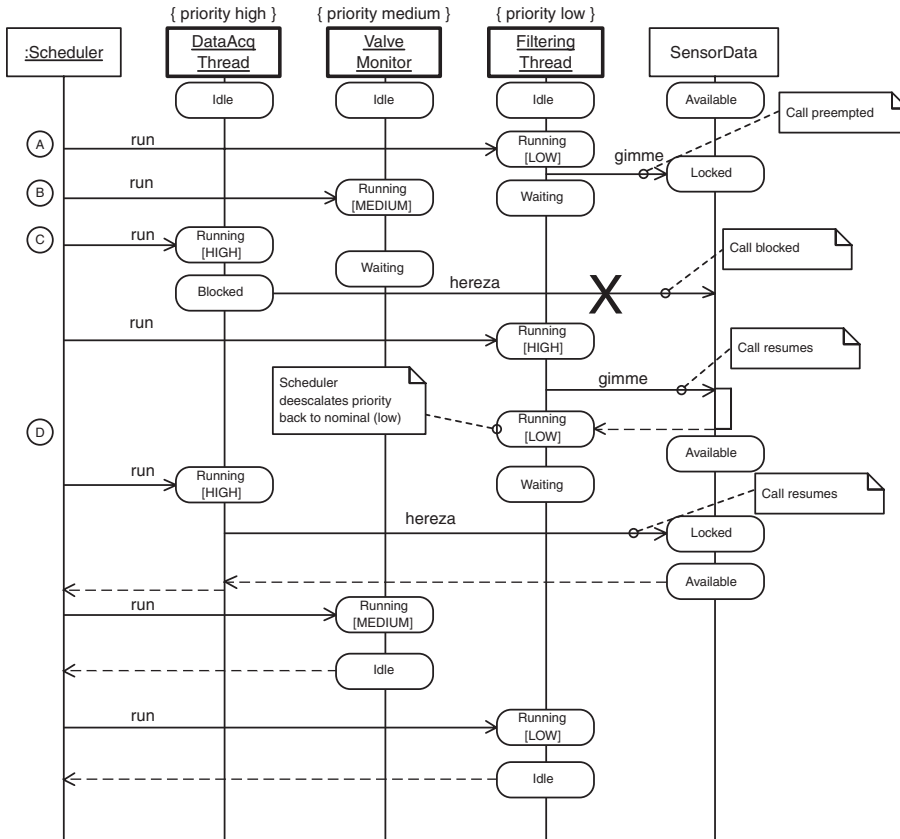 { priority high }
{ priority medium }
{ priority low }
:Scheduler
DataAcq
Thread
Valve
Monitor
Filtering
Thread
SensorData
Idle
Idle
Idle
Available
Call preempted
A
run
Running
[LOW]
gimme
Locked
B
run
Running
[MEDIUM]
Waiting
C
run
Running
[HIGH]
Waiting
Call blocked
Blocked
hereza
X
run
Running
[HIGH]
Call resumes
Scheduler
deescalates priority
back to nominal (low)
gimme
D
Running
[LOW]
Available
run
Running
[HIGH]
Waiting
Call resumes
hereza
Locked
Available
run
Running
[MEDIUM]
Idle
run
Running
[LOW]
Idle